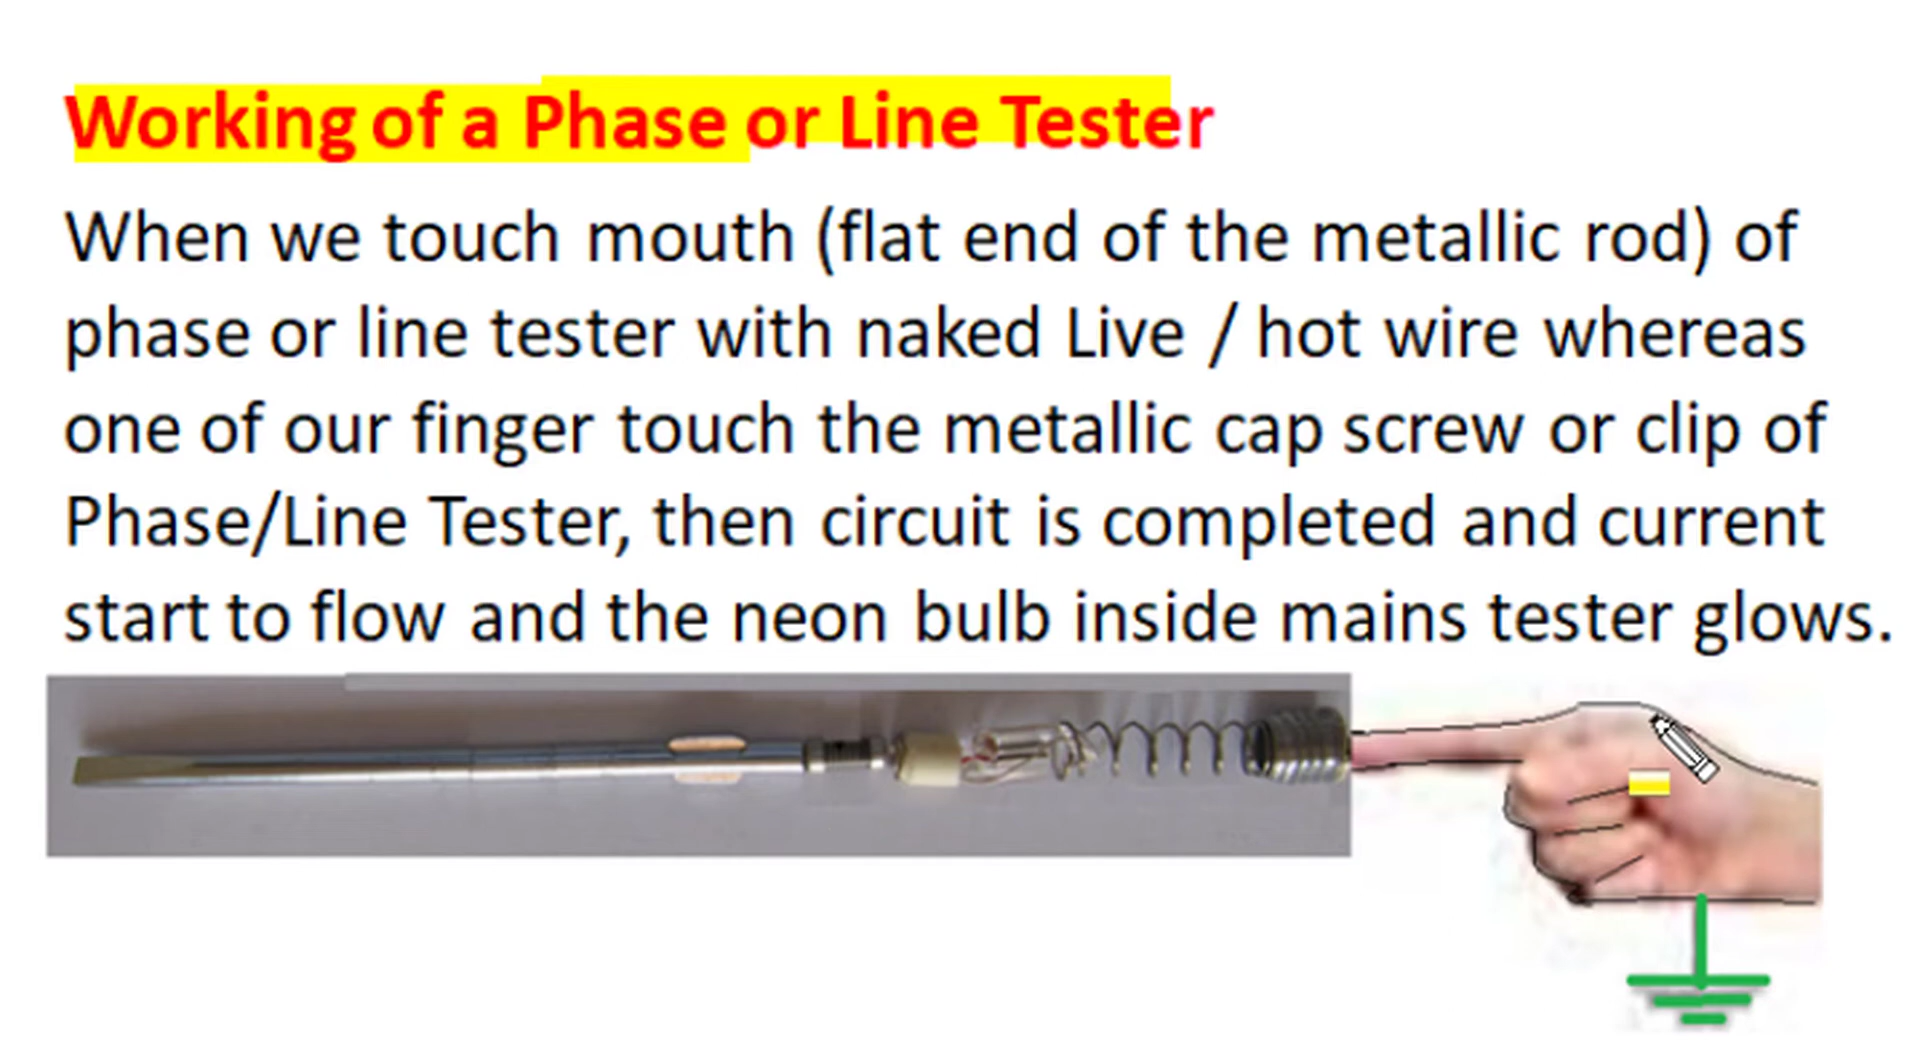 Working of a Phase or Line Tester
When we touch mouth (flat end of the metallic rod) of
phase or line tester with naked Live / hot wire whereas
one of our finger touch the metallic cap screw or clip of
Phase/Line Tester, then circuit is completed and current
start to flow and the neon bulb inside mains tester glows.